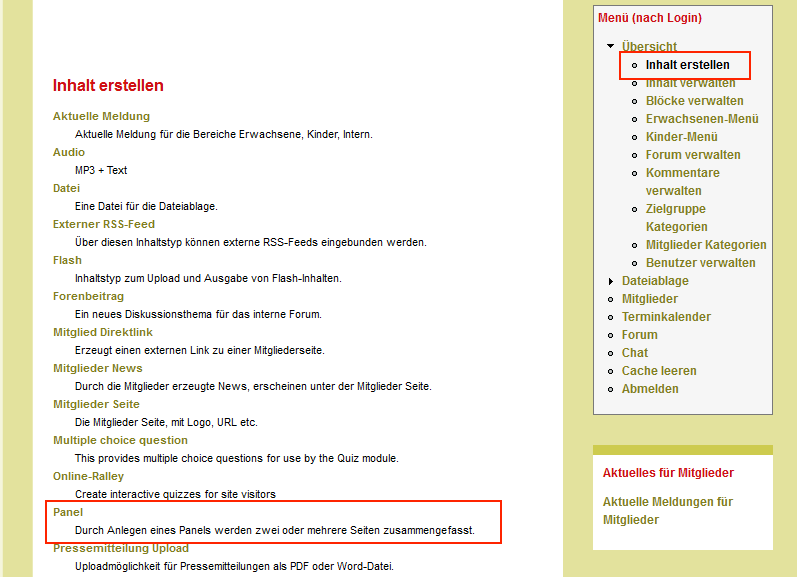 Inhalt erstellen
Aktuelle Meldung
Aktuelle Meldung für die Bereiche Erwachsene, Kinder, Intern.
Audio
MP3 + Text
Datei
Eine Datei für die Dateiablage.
Externer RSS-Feed
Über diesen Inhaltstyp können externe RSS-Feeds eingebunden werden.
Flash
Inhaltstyp zum Upload und Ausgabe von Flash-Inhalten.
Forenbeitrag
Ein neues Diskussionsthema für das interne Forum.
Mitglied Direktlink
Erzeugt einen externen Link zu einer Mitgliederseite.
Mitglieder News
Durch die Mitglieder erzeugte News, erscheinen unter der Mitglieder Seite.
Mitglieder Seite
Die Mitglieder Seite, mit Logo, URL etc.
Multiple choice question
This provides multiple choice questions for use by the Quiz module.
Online-Ralley
Create interactive quizzes for site visitors
Panel
Durch Anlegen eines Panels werden zwei oder mehrere Seiten zusammengefasst.
Pressemitteilung Upload
Uploadmöglichkeit für Pressemitteilungen als PDF oder Word-Datei.
Menü (nach Login)
Übersicht
Inhalt erstellen
Inhalt verwalten
Blöcke verwalten
Erwachsenen-Menü
Kinder-Menü
Forum verwalten
Kommentare
verwalten
Zielgruppe
Kategorien
Mitglieder Kategorien
Benutzer verwalten
Dateiablage
Mitglieder
Terminkalender
Forum
Chat
Cache leeren
Abmelden
Aktuelles für Mitglieder
Aktuelle Meldungen für
Mitglieder